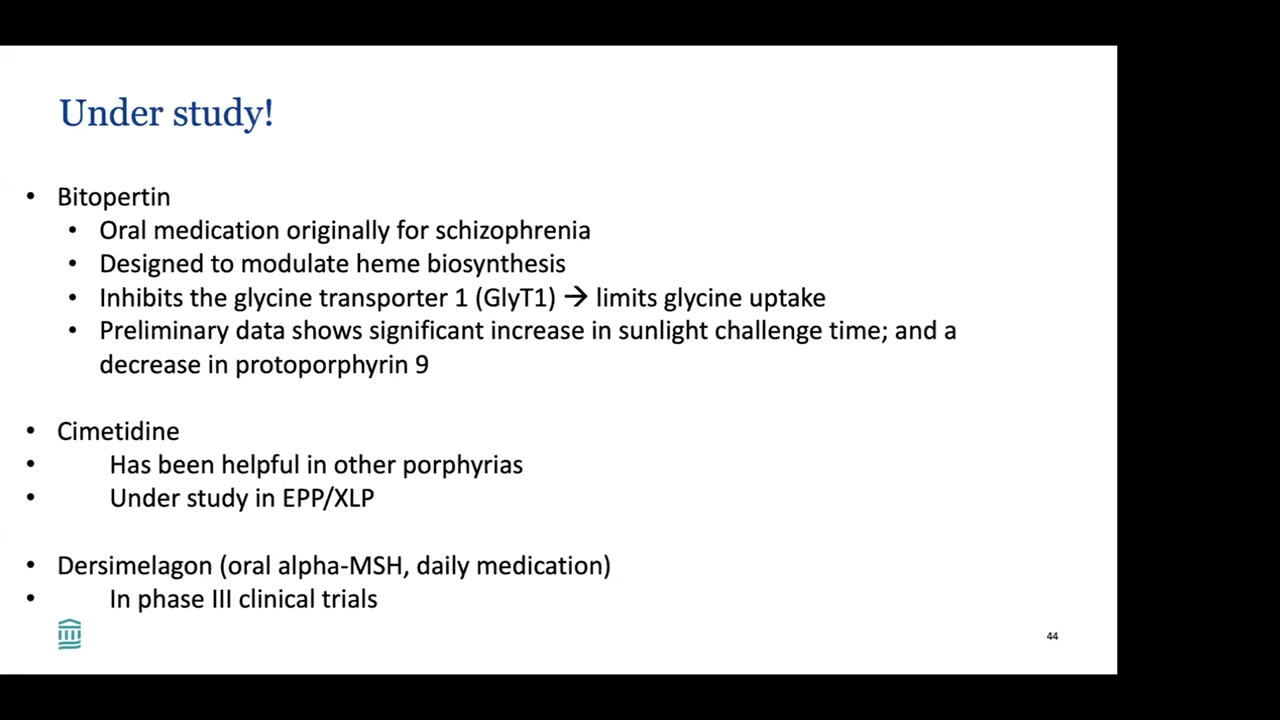 Under study!
• Bitopertin
• Oral medication originally for schizophrenia
• Designed to modulate heme biosynthesis
• Inhibits the glycine transporter 1 (GlyT1) → limits glycine uptake
• Preliminary data shows significant increase in sunlight challenge time; and a
decrease in protoporphyrin 9
• Cimetidine
• Has been helpful in other porphyrias
• Under study in EPP/XLP
• Dersimelagon (oral alpha-MSH, daily medication)
• In phase III clinical trials
44